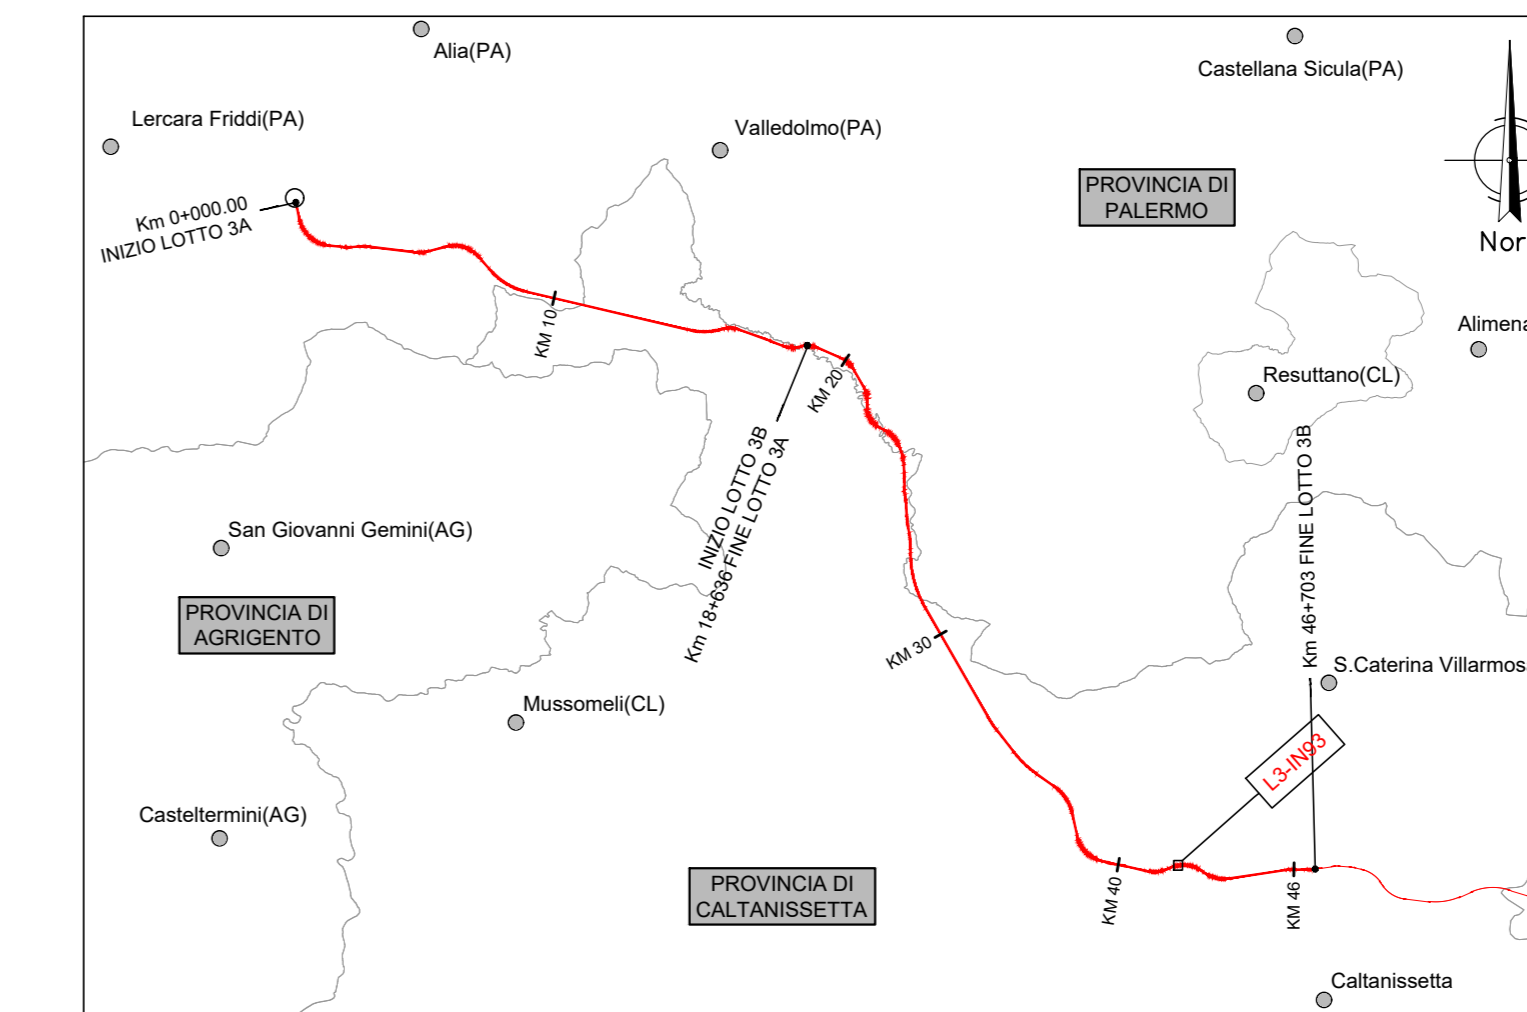 Alia(PA)
Castellana Sicula(PA)
Lercara Friddi(PA)
Valledolmo(PA)
PROVINCIA DI
PALERMO
Km 0+000.00
INIZIO LOTTO 3A
Nor
KM 10
Alimena
KM 20
Resuttano(CL)
INIZIO LOTTO 3B
Km 18+636 FINE LOTTO 3A
Km 46+703 FINE LOTTO 3B
San Giovanni Gemini(AG)
PROVINCIA DI
AGRIGENTO
KM 30
S.Caterina Villarmos
Mussomeli(CL)
L3-IN93
Casteltermini(AG)
PROVINCIA DI
CALTANISSETTA
KM 40
KM 46
Caltanissetta